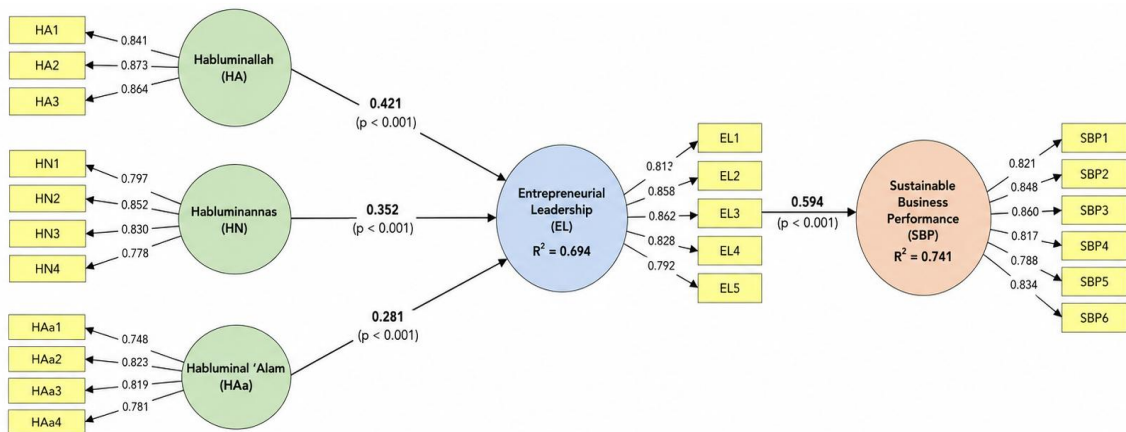 HA1
HA2
HA3
0.841
0.873
0.864
Habluminallah
(HA)
HN1
HN2
HN3
HN4
0.797
0.852
0.830
0.778
Habluminannas
(HN)
HAa1
HAa2
HAa3
HAa4
0.748
0.823
0.819
0.781
Habluminal ‘Alam
(HAa)
0.421
(p < 0.001)
0.352
(p < 0.001)
0.281
(p < 0.001)
Entrepreneurial
Leadership
(EL)
R² = 0.694
0.812
0.858
0.862
0.828
0.792
EL1
EL2
EL3
EL4
EL5
0.594
(p < 0.001)
Sustainable
Business
Performance
(SBP)
R² = 0.741
0.821
0.848
0.860
0.817
0.788
0.834
SBP1
SBP2
SBP3
SBP4
SBP5
SBP6